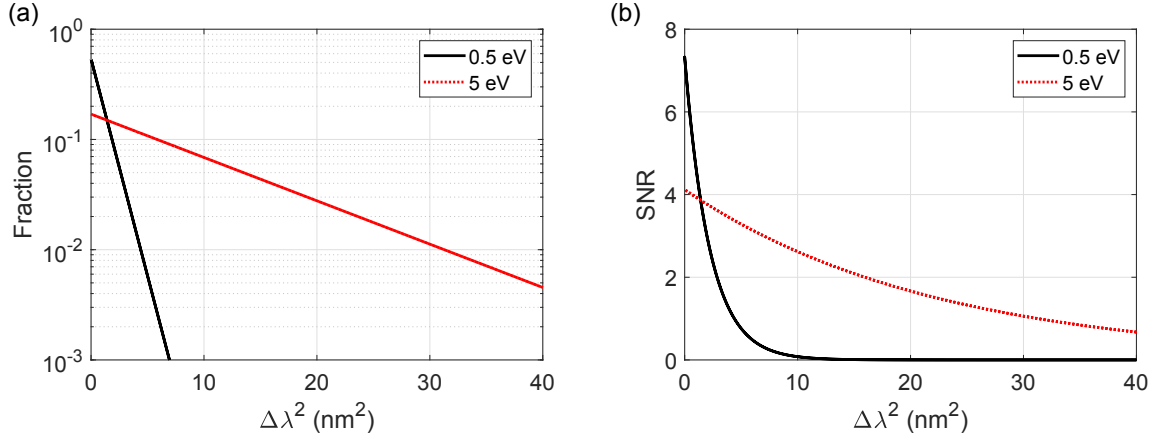 (a)
10^0
10^-1
10^-2
10^-3
Fraction
0 10 20 30 40
Δλ^2 (nm^2)
0.5 eV
5 eV
(b)
8
6
4
2
0
SNR
0 10 20 30 40
Δλ^2 (nm^2)
0.5 eV
5 eV